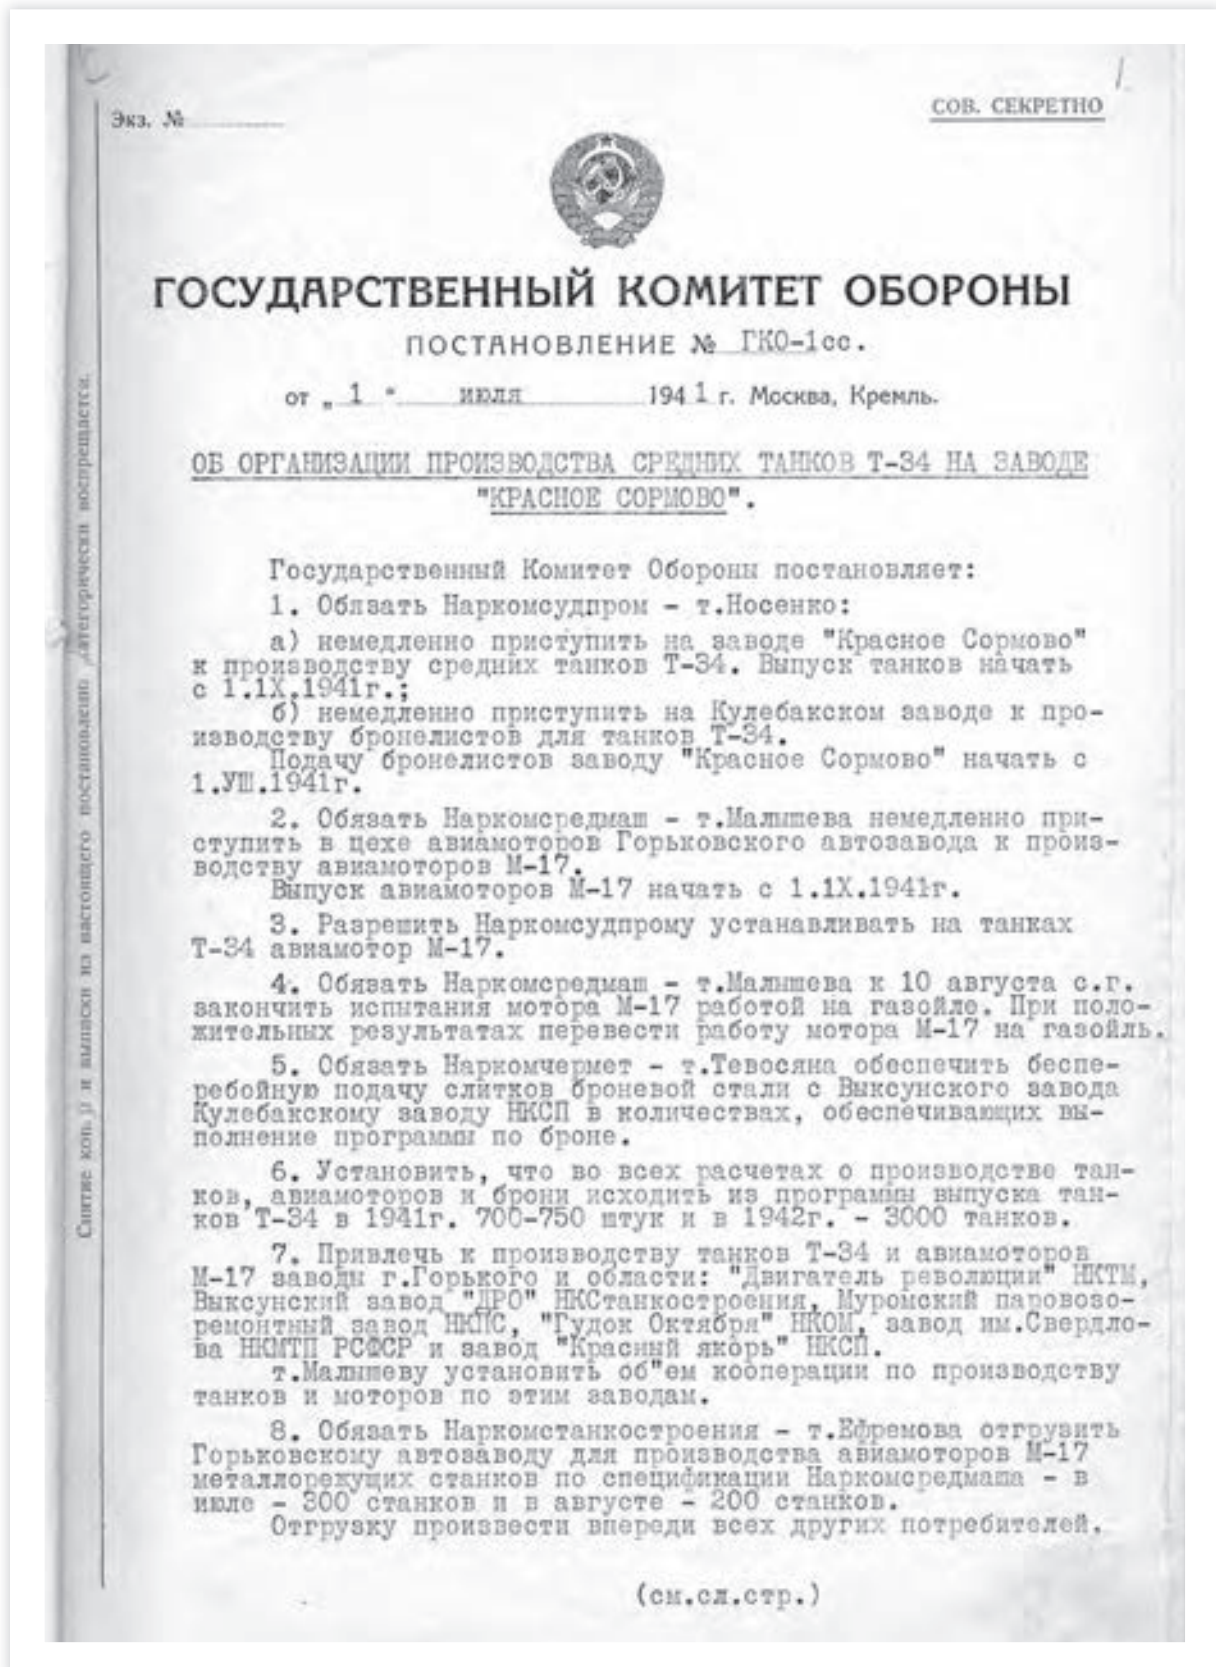 Экз. №
СОВ. СЕКРЕТНО
ГОСУДАРСТВЕННЫЙ КОМИТЕТ ОБОРОНЫ
ПОСТАНОВЛЕНИЕ № ГКО-1сс.
от „ 1 " июля 1941 г. Москва, Кремль.
ОБ ОРГАНИЗАЦИИ ПРОИЗВОДСТВА СРЕДНИХ ТАНКОВ Т-34 НА ЗАВОДЕ
"КРАСНОЕ СОРМОВО".
Государственный Комитет Обороны постановляет:
1. Обязать Наркомсудпром - т.Носенко:
а) немедленно приступить на заводе "Красное Сормово"
к производству средних танков Т-34. Выпуск танков начать
с 1.1Х.1941г.;
б) немедленно приступить на Кулебакском заводе к про-
изводству бронелистов для танков Т-34.
Подачу бронелистов заводу "Красное Сормово" начать с
1.УШ.1941г.
2. Обязать Наркомсредмаш - т.Малышева немедленно при-
ступить в цехе авиамоторов Горьковского автозавода к произ-
водству авиамоторов М-17.
Выпуск авиамоторов М-17 начать с 1.1Х.1941г.
3. Разрешить Наркомсудпрому устанавливать на танках
Т-34 авиамотор М-17.
4. Обязать Наркомсредмаш - т.Малышева к 10 августа с.г.
закончить испытания мотора М-17 работой на газойле. При поло-
жительных результатах перевести работу мотора М-17 на газойль.
5. Обязать Наркомчермет - т.Тевосяна обеспечить беспе-
ребойную подачу слитков броневой стали с Выксунского завода
Кулебакскому заводу НКСП в количествах, обеспечивающих вы-
полнение программы по броне.
6. Установить, что во всех расчетах о производстве тан-
ков, авиамоторов и брони исходить из программы выпуска тан-
ков Т-34 в 1941г. 700-750 штук и в 1942г. - 3000 танков.
7. Привлечь к производству танков Т-34 и авиамоторов
М-17 заводы г.Горького и области: "Двигатель революции" НКТМ,
Выксунский завод "ДРО" НКСтанкостроения, Муромский паровозо-
ремонтный завод НКПС, "Гудок Октября" НКОМ, завод им.Свердло-
ва НКМТП РСФСР и завод "Красный якорь" НКСП.
т.Малышеву установить об"ем кооперации по производству
танков и моторов по этим заводам.
8. Обязать Наркомстанкостроения - т.Ефремова отгрузить
Горьковскому автозаводу для производства авиамоторов М-17
металлорежущих станков по спецификации Наркомсредмаша - в
июле - 300 станков и в августе - 200 станков.
Отгрузку произвести впереди всех других потребителей.
(см.сл.стр.)
Снятие коп и и выписки из настоящего постановления категорически воспрещается.